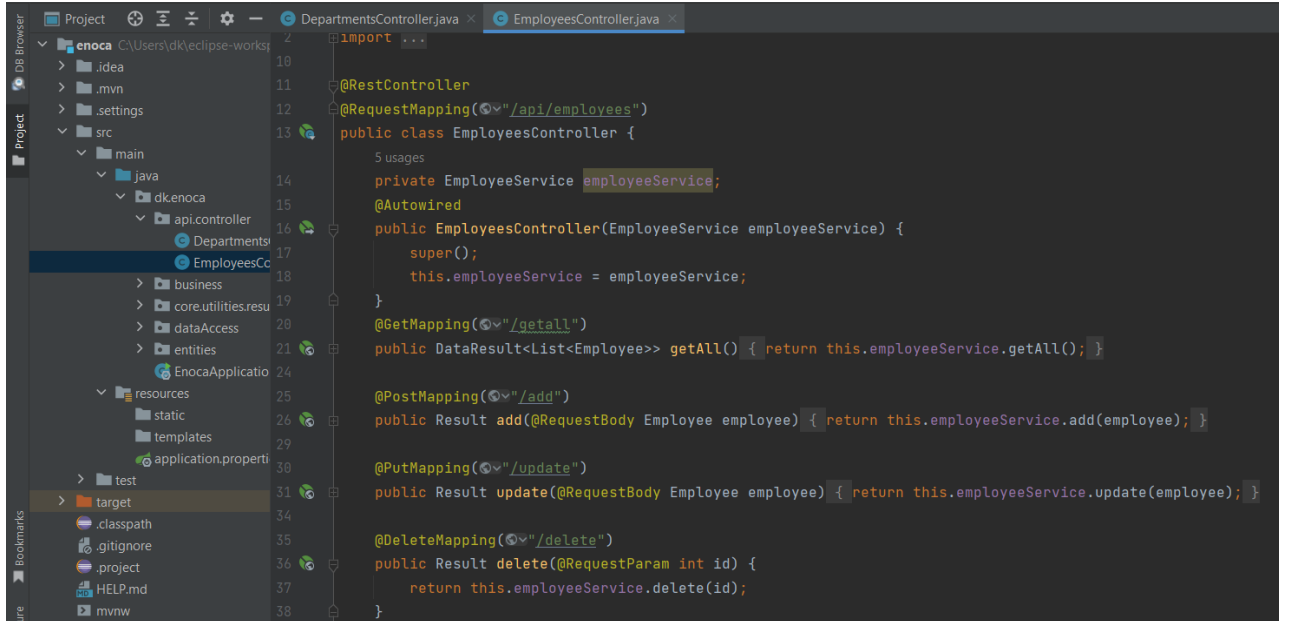 Project
DepartmentsController.java
EmployeesController.java
DB Browser
Project
Bookmarks
enoca C:\Users\dk\eclipse-worksp
.idea
.mvn
.settings
src
main
java
dk.enoca
api.controller
Departments
EmployeesCo
business
core.utilities.resu
dataAccess
entities
EnocaApplicatio
resources
static
templates
application.properti
test
target
.classpath
.gitignore
.project
HELP.md
mvnw
2 import ...
10
11 @RestController
12 @RequestMapping("/api/employees")
13 public class EmployeesController {
5 usages
14 private EmployeeService employeeService;
15 @Autowired
16 public EmployeesController(EmployeeService employeeService) {
17 super();
18 this.employeeService = employeeService;
19 }
20 @GetMapping("/getall")
21 public DataResult<List<Employee>> getAll() { return this.employeeService.getAll(); }
24
25 @PostMapping("/add")
26 public Result add(@RequestBody Employee employee) { return this.employeeService.add(employee); }
29
30 @PutMapping("/update")
31 public Result update(@RequestBody Employee employee) { return this.employeeService.update(employee); }
34
35 @DeleteMapping("/delete")
36 public Result delete(@RequestParam int id) {
37 return this.employeeService.delete(id);
38 }